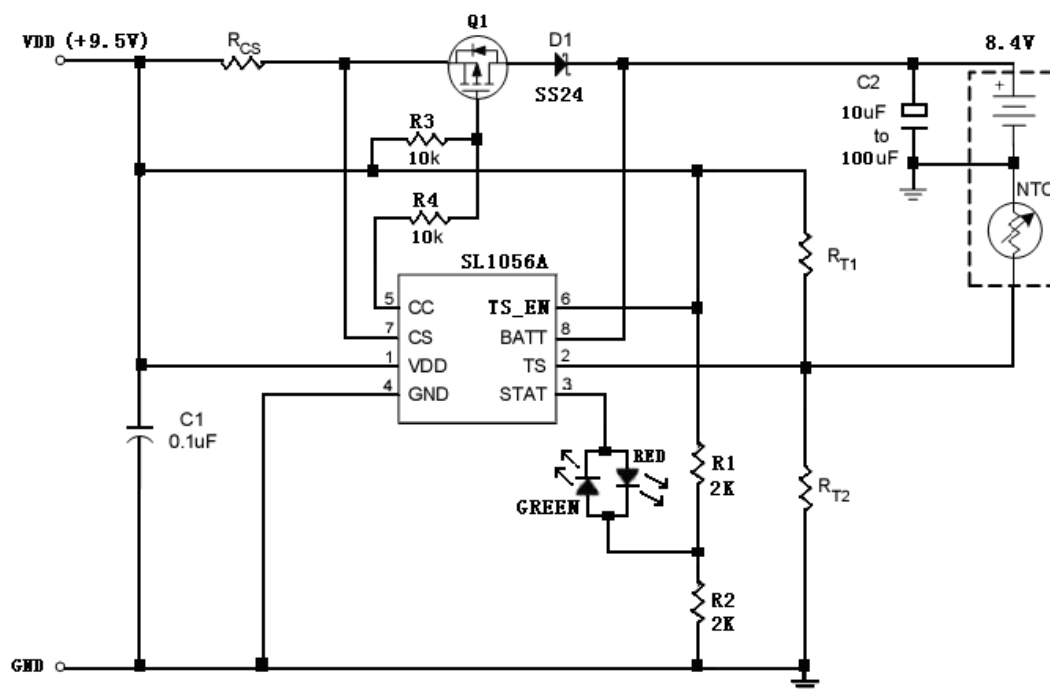 Q1
VDD (+9.5V)
RCS
D1
8.4V
SS24
C2
10uF
to
100uF
+
R3
10k
R4
10k
NTC
RT1
SL1056A
5 CC
7 CS
1 VDD
4 GND
TS_EN 6
BATT 8
TS 2
STAT 3
C1
0.1uF
RED
GREEN
R1
2K
RT2
R2
2K
GND